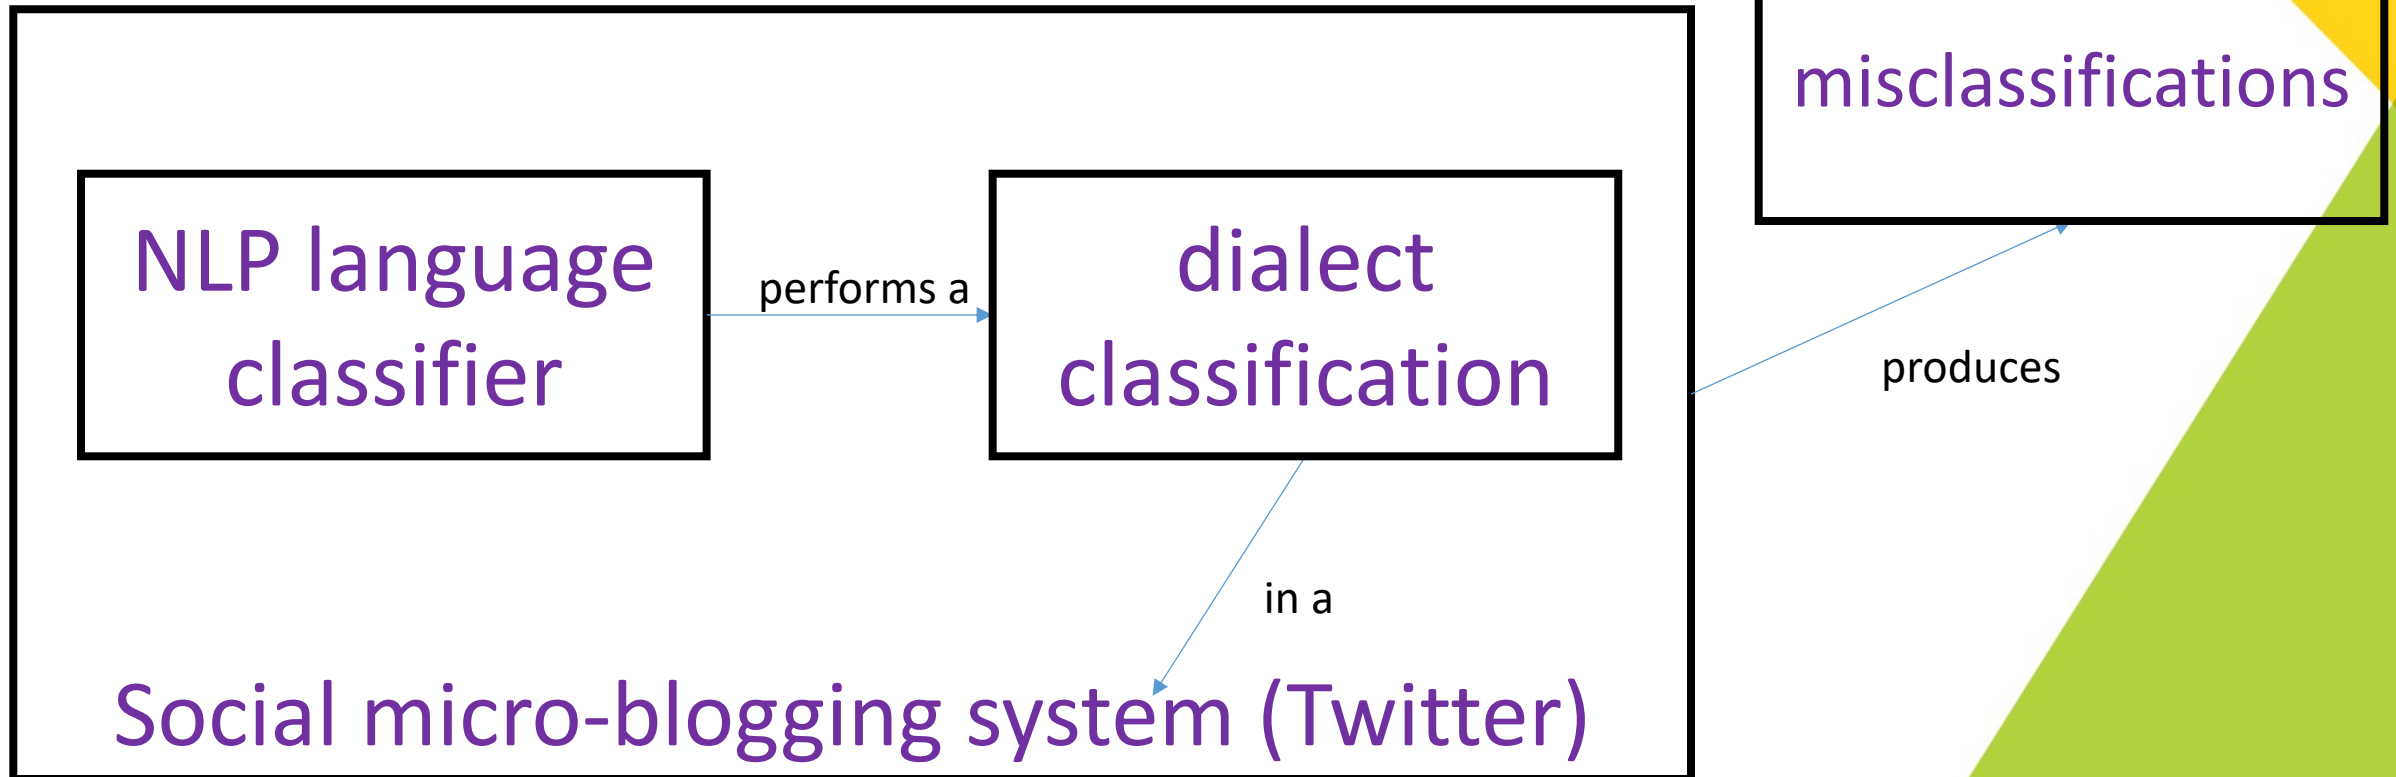 misclassifications
NLP language
classifier
performs a
dialect
classification
produces
in a
Social micro-blogging system (Twitter)